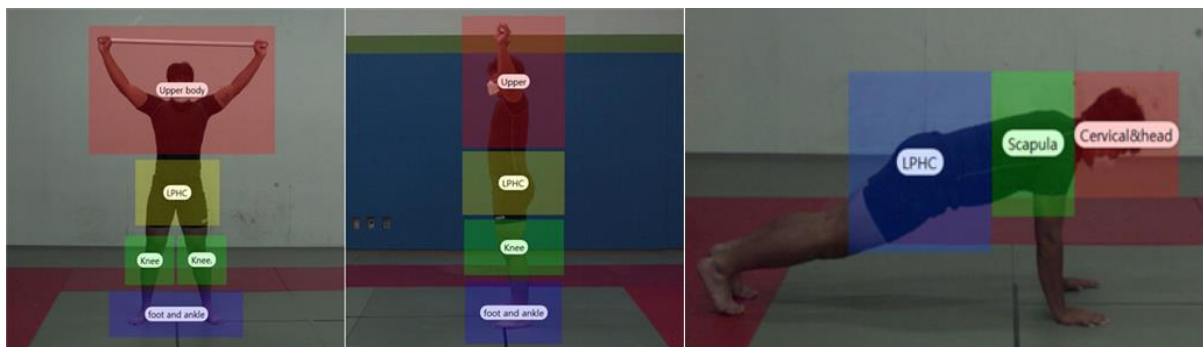 Upper body
LPHC
Knee
Knee.
foot and ankle
Upper
LPHC
Knee
foot and ankle
LPHC
Scapula
Cervical&head